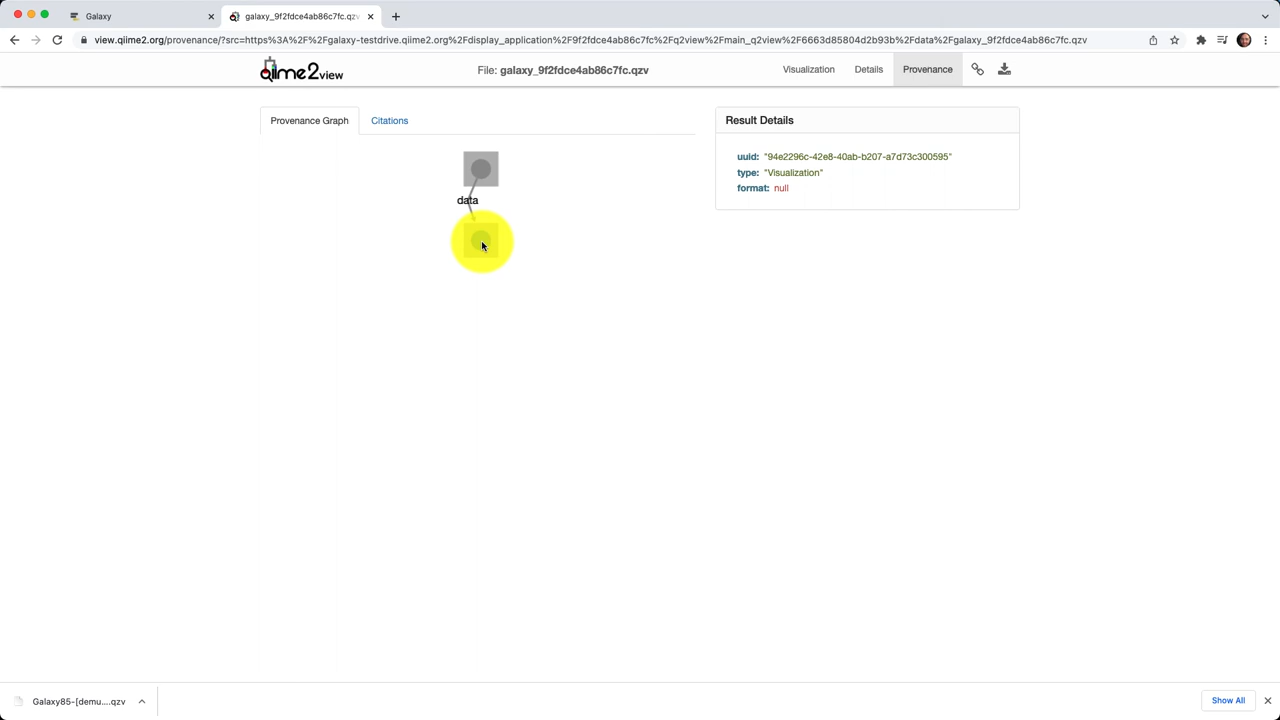 Galaxy
galaxy_9f2fdce4ab86c7fc.qzv
view.qiime2.org/provenance/?src=https%3A%2F%2Fgalaxy-testdrive.qiime2.org%2Fdisplay_application%2F9f2fdce4ab86c7fc%2Fq2view%2Fmain_q2view%2F6663d85804d2b93b%2Fdata%2Fgalaxy_9f2fdce4ab86c7fc.qzv
qiime2view
File: galaxy_9f2fdce4ab86c7fc.qzv
Visualization
Details
Provenance
Provenance Graph
Citations
Result Details
data
uuid: "94e2296c-42e8-40ab-b207-a7d73c300595"
type: "Visualization"
format: null
Galaxy85-[demu....qzv
Show All